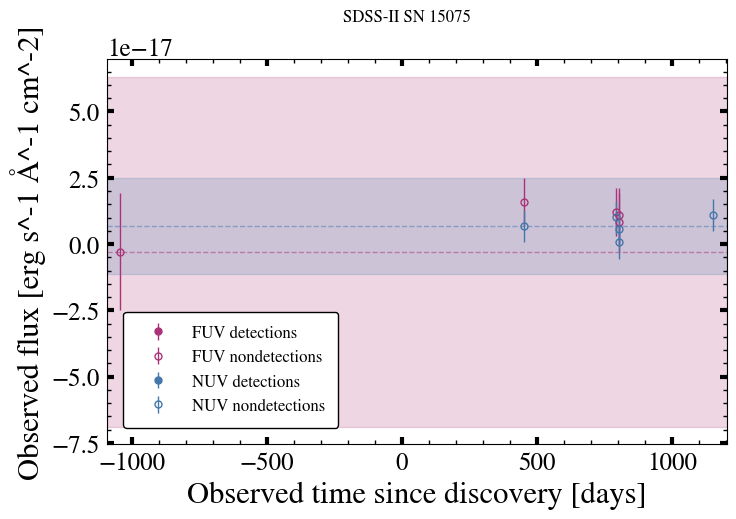 SDSS-II SN 15075
1e−17
Observed flux [erg s^-1 Å^-1 cm^-2]
5.0
2.5
0.0
−2.5
−5.0
−7.5
FUV detections
FUV nondetections
NUV detections
NUV nondetections
−1000 −500 0 500 1000
Observed time since discovery [days]